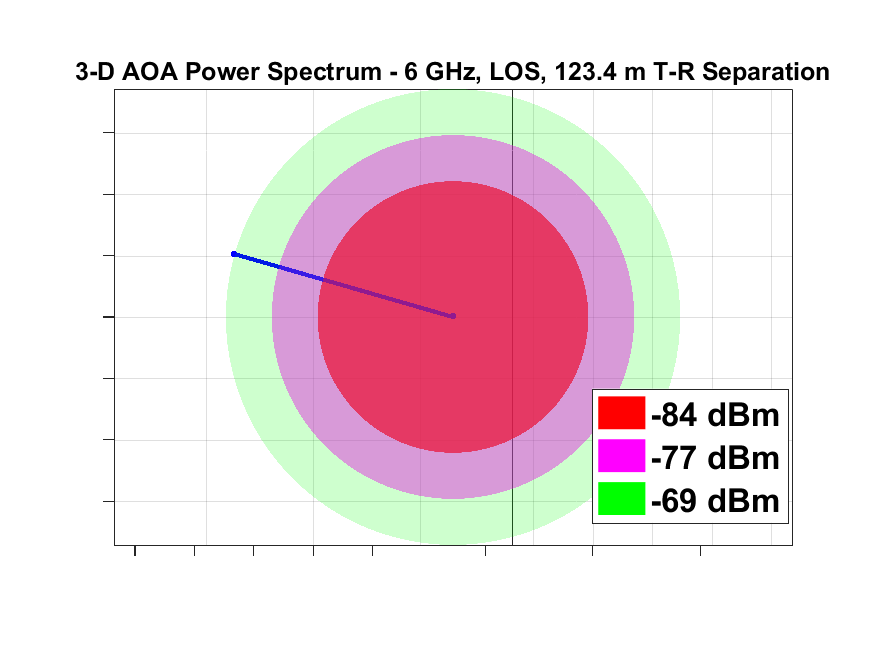 3-D AOA Power Spectrum - 6 GHz, LOS, 123.4 m T-R Separation
-84 dBm
-77 dBm
-69 dBm